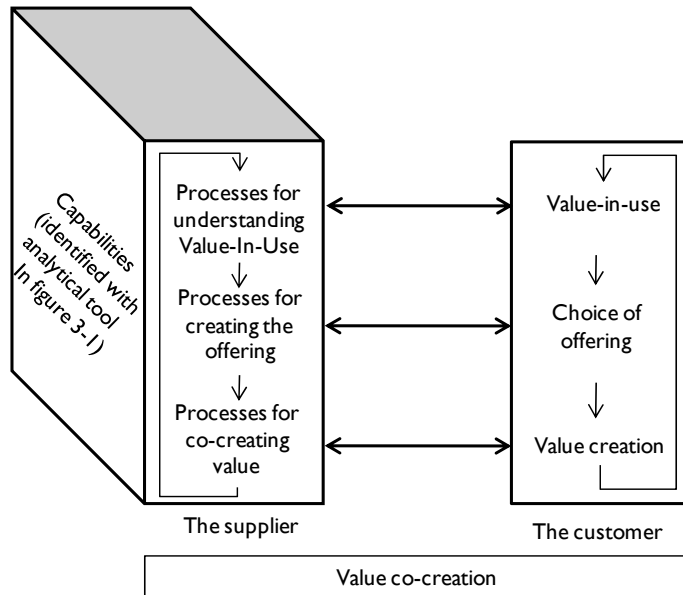 Capabilities
(identified with
analytical tool
In figure 3-1)
Processes for
understanding
Value-In-Use
Processes for
creating the
offering
Processes for
co-creating
value
The supplier
Value-in-use
Choice of
offering
Value creation
The customer
Value co-creation